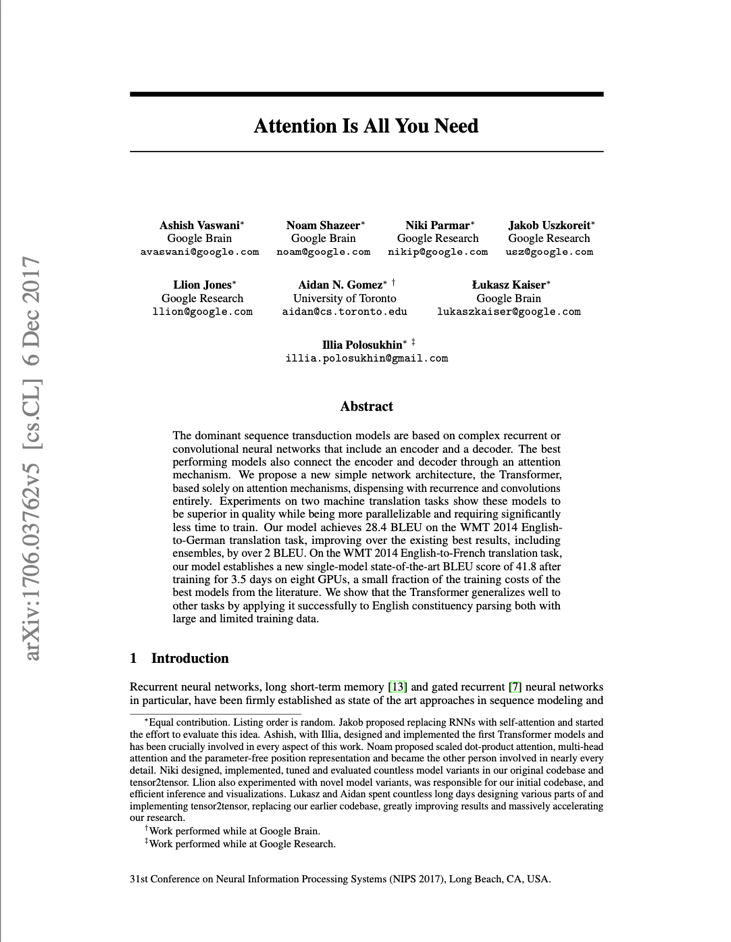 Attention Is All You Need
Ashish Vaswani∗
Google Brain
avaswani@google.com
Noam Shazeer∗
Google Brain
noam@google.com
Niki Parmar∗
Google Research
nikip@google.com
Jakob Uszkoreit∗
Google Research
usz@google.com
Llion Jones∗
Google Research
llion@google.com
Aidan N. Gomez∗ †
University of Toronto
aidan@cs.toronto.edu
Łukasz Kaiser∗
Google Brain
lukaszkaiser@google.com
Illia Polosukhin∗ ‡
illia.polosukhin@gmail.com
Abstract
The dominant sequence transduction models are based on complex recurrent or
convolutional neural networks that include an encoder and a decoder. The best
performing models also connect the encoder and decoder through an attention
mechanism. We propose a new simple network architecture, the Transformer,
based solely on attention mechanisms, dispensing with recurrence and convolutions
entirely. Experiments on two machine translation tasks show these models to
be superior in quality while being more parallelizable and requiring significantly
less time to train. Our model achieves 28.4 BLEU on the WMT 2014 English-
to-German translation task, improving over the existing best results, including
ensembles, by over 2 BLEU. On the WMT 2014 English-to-French translation task,
our model establishes a new single-model state-of-the-art BLEU score of 41.8 after
training for 3.5 days on eight GPUs, a small fraction of the training costs of the
best models from the literature. We show that the Transformer generalizes well to
other tasks by applying it successfully to English constituency parsing both with
large and limited training data.
1 Introduction
Recurrent neural networks, long short-term memory [13] and gated recurrent [7] neural networks
in particular, have been firmly established as state of the art approaches in sequence modeling and
∗Equal contribution. Listing order is random. Jakob proposed replacing RNNs with self-attention and started
the effort to evaluate this idea. Ashish, with Illia, designed and implemented the first Transformer models and
has been crucially involved in every aspect of this work. Noam proposed scaled dot-product attention, multi-head
attention and the parameter-free position representation and became the other person involved in nearly every
detail. Niki designed, implemented, tuned and evaluated countless model variants in our original codebase and
tensor2tensor. Llion also experimented with novel model variants, was responsible for our initial codebase, and
efficient inference and visualizations. Lukasz and Aidan spent countless long days designing various parts of and
implementing tensor2tensor, replacing our earlier codebase, greatly improving results and massively accelerating
our research.
†Work performed while at Google Brain.
‡Work performed while at Google Research.
31st Conference on Neural Information Processing Systems (NIPS 2017), Long Beach, CA, USA.
arXiv:1706.03762v5 [cs.CL] 6 Dec 2017